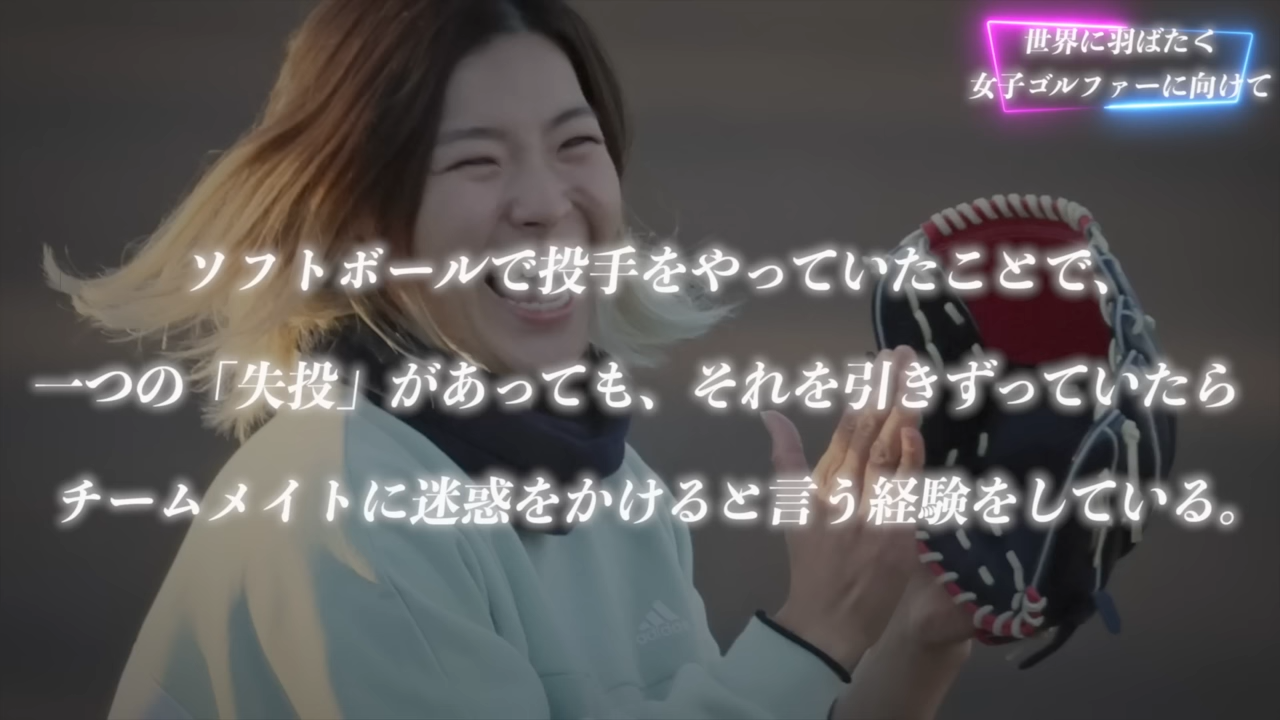 世界に羽ばたく
女子ゴルファーに向けて
ソフトボールで投手をやっていたことで、
一つの「失投」があっても、それを引きずっていたら
チームメイトに迷惑をかけると言う経験をしている。
adidas